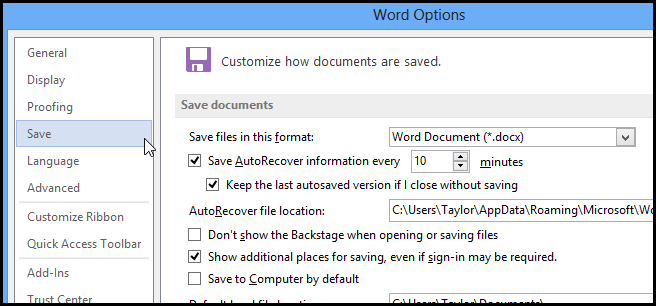 Word Options
General
Display
Proofing
Save
Language
Advanced
Customize Ribbon
Quick Access Toolbar
Add-Ins
Trust Center
Customize how documents are saved.
Save documents
Save files in this format: Word Document (*.docx)
Save AutoRecover information every 10 minutes
Keep the last autosaved version if I close without saving
AutoRecover file location: C:\Users\Taylor\AppData\Roaming\Microsoft\Wo
Don't show the Backstage when opening or saving files
Show additional places for saving, even if sign-in may be required.
Save to Computer by default
C:\Users\Taylor\Documents\